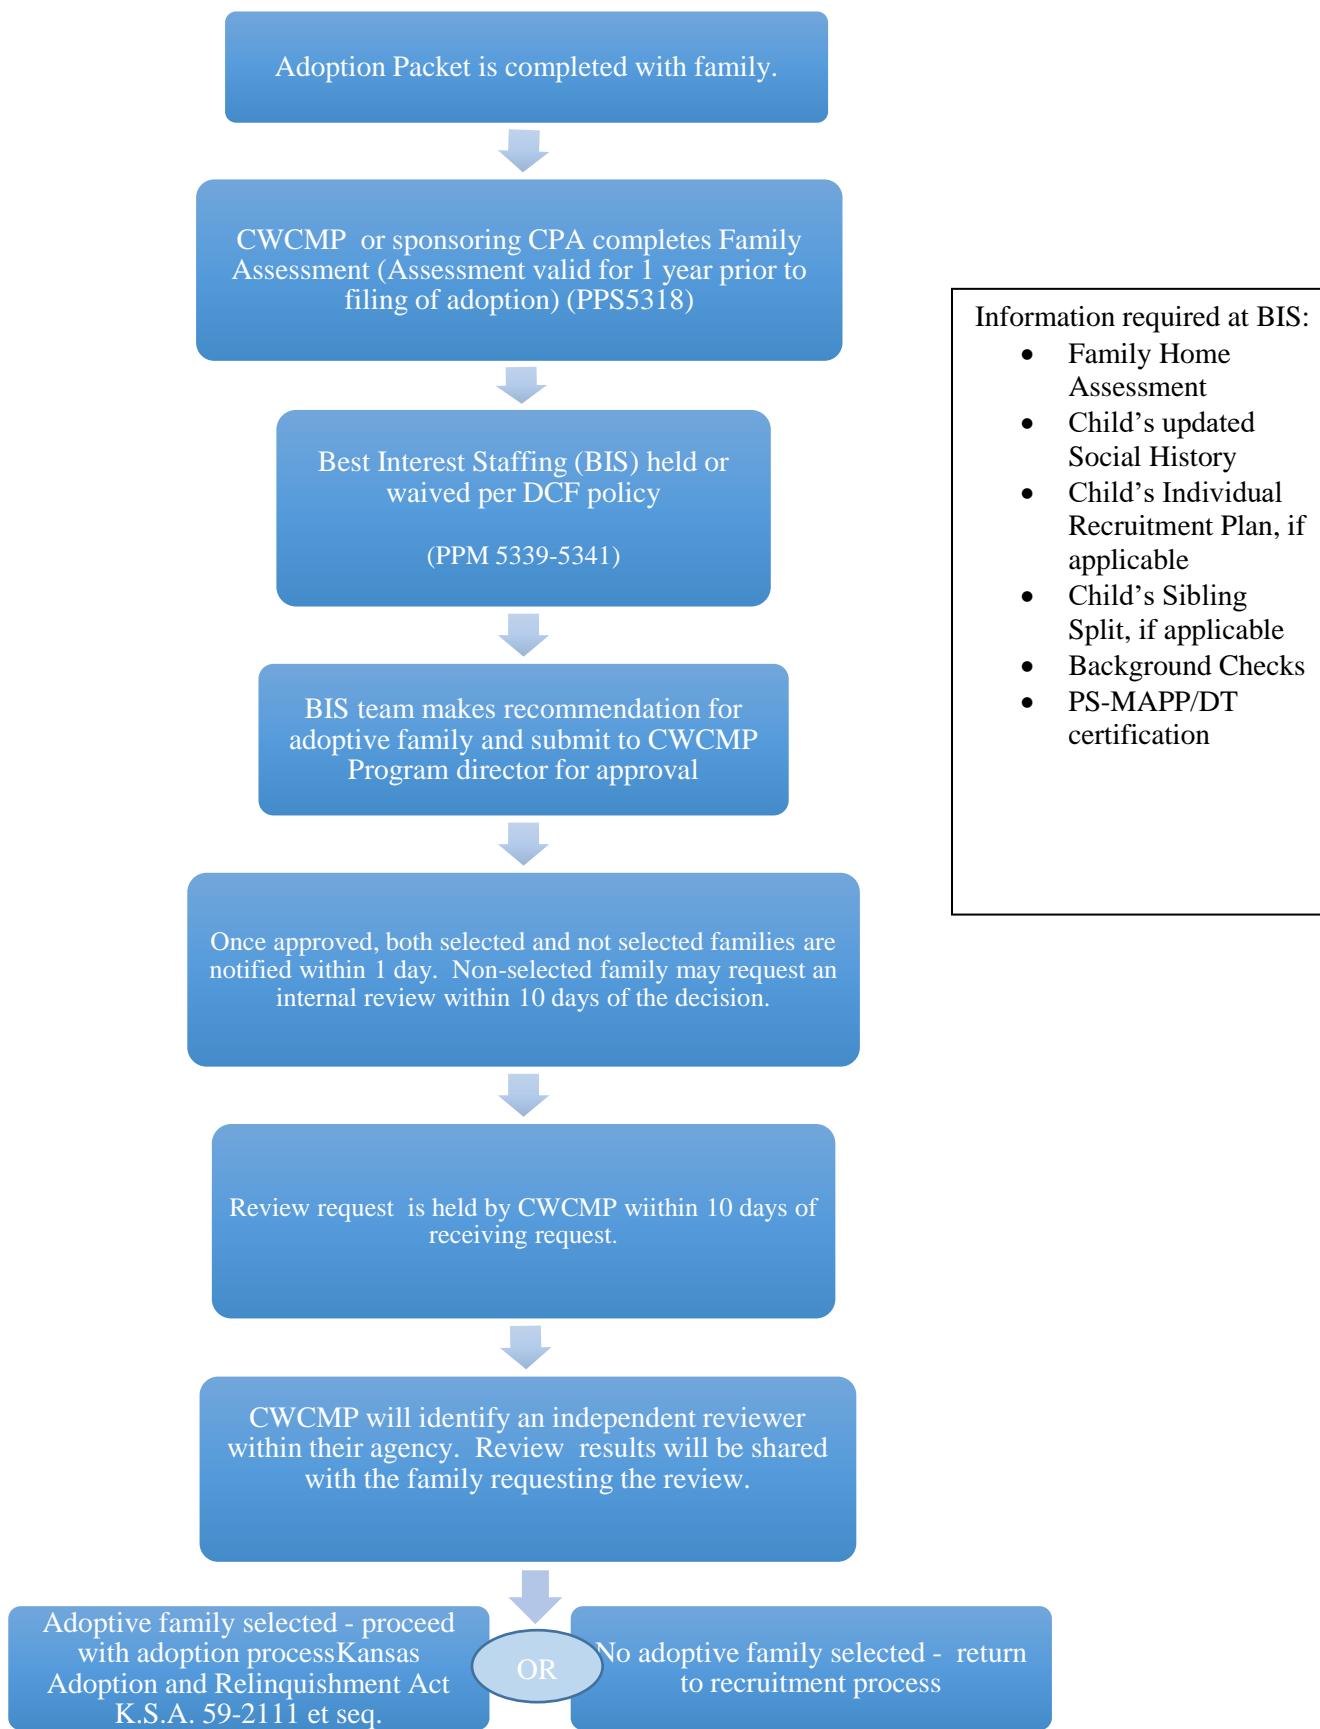 Adoption Packet is completed with family.
CWCMP  or sponsoring CPA completes Family
Assessment (Assessment valid for 1 year prior to
filing of adoption) (PPS5318)
Best Interest Staffing (BIS) held or
waived per DCF policy
(PPM 5339-5341)
BIS team makes recommendation for
adoptive family and submit to CWCMP
Program director for approval
Once approved, both selected and not selected families are
notified within 1 day.  Non-selected family may request an
internal review within 10 days of the decision.
Review request  is held by CWCMP wiithin 10 days of
receiving request.
CWCMP will identify an independent reviewer
within their agency.  Review  results will be shared
with the family requesting the review.
Adoptive family selected - proceed
with adoption processKansas
Adoption and Relinquishment Act
K.S.A. 59-2111 et seq.
OR
No adoptive family selected -  return
to recruitment process
Information required at BIS:
• Family Home
Assessment
• Child’s updated
Social History
• Child’s Individual
Recruitment Plan, if
applicable
• Child’s Sibling
Split, if applicable
• Background Checks
• PS-MAPP/DT
certification